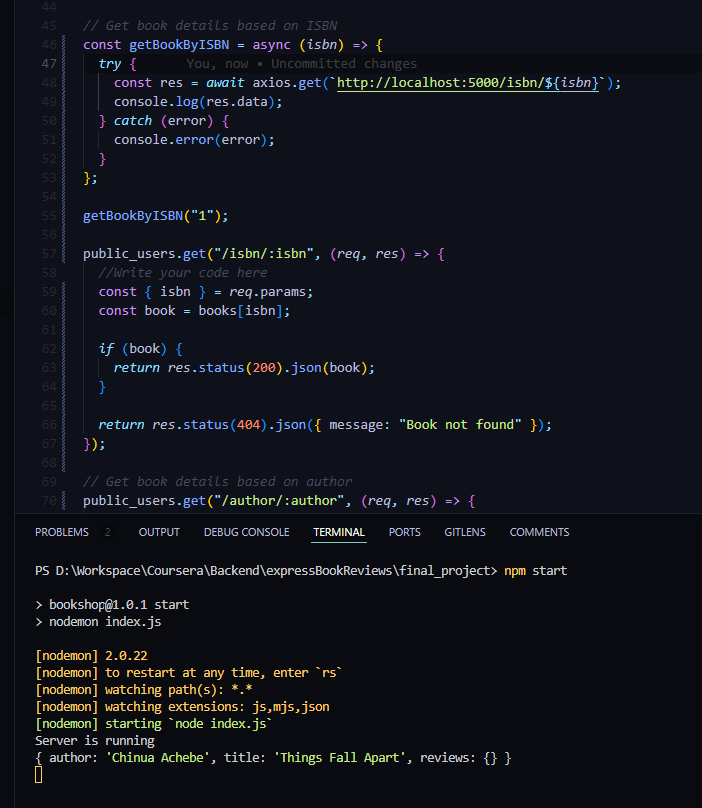 44
45 // Get book details based on ISBN
46 const getBookByISBN = async (isbn) => {
47 try { You, now • Uncommitted changes
48 const res = await axios.get(`http://localhost:5000/isbn/${isbn}`);
49 console.log(res.data);
50 } catch (error) {
51 console.error(error);
52 }
53 };
54
55 getBookByISBN("1");
56
57 public_users.get("/isbn/:isbn", (req, res) => {
58 //Write your code here
59 const { isbn } = req.params;
60 const book = books[isbn];
61
62 if (book) {
63 return res.status(200).json(book);
64 }
65
66 return res.status(404).json({ message: "Book not found" });
67 });
68
69 // Get book details based on author
70 public_users.get("/author/:author", (req, res) => {
PROBLEMS 2 OUTPUT DEBUG CONSOLE TERMINAL PORTS GITLENS COMMENTS
PS D:\Workspace\Coursera\Backend\expressBookReviews\final_project> npm start
> bookshop@1.0.1 start
> nodemon index.js
[nodemon] 2.0.22
[nodemon] to restart at any time, enter `rs`
[nodemon] watching path(s): *.*
[nodemon] watching extensions: js,mjs,json
[nodemon] starting `node index.js`
Server is running
{ author: 'Chinua Achebe', title: 'Things Fall Apart', reviews: {} }